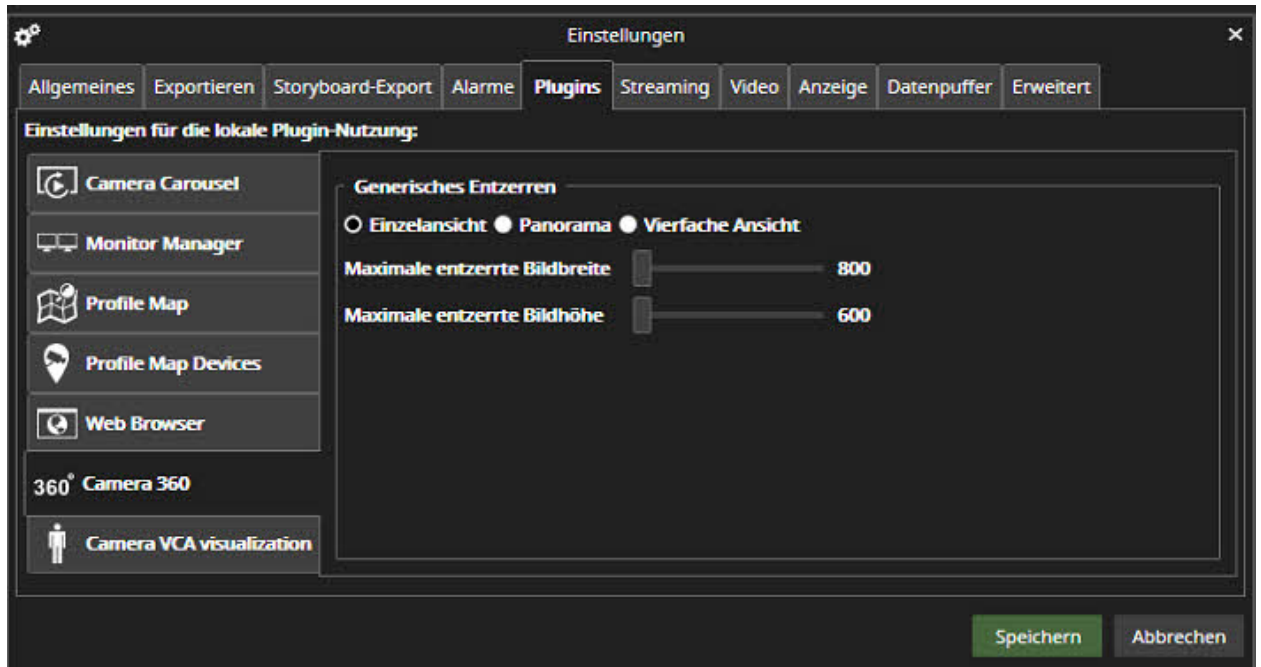 Einstellungen
Allgemeines Exportieren Storyboard-Export Alarme Plugins Streaming Video Anzeige Datenpuffer Erweitert
Einstellungen für die lokale Plugin-Nutzung:
Camera Carousel
Monitor Manager
Profile Map
Profile Map Devices
Web Browser
360° Camera 360
Camera VCA visualization
Generisches Entzerren
Einzelansicht Panorama Vierfache Ansicht
Maximale entzerrte Bildbreite 800
Maximale entzerrte Bildhöhe 600
Speichern Abbrechen